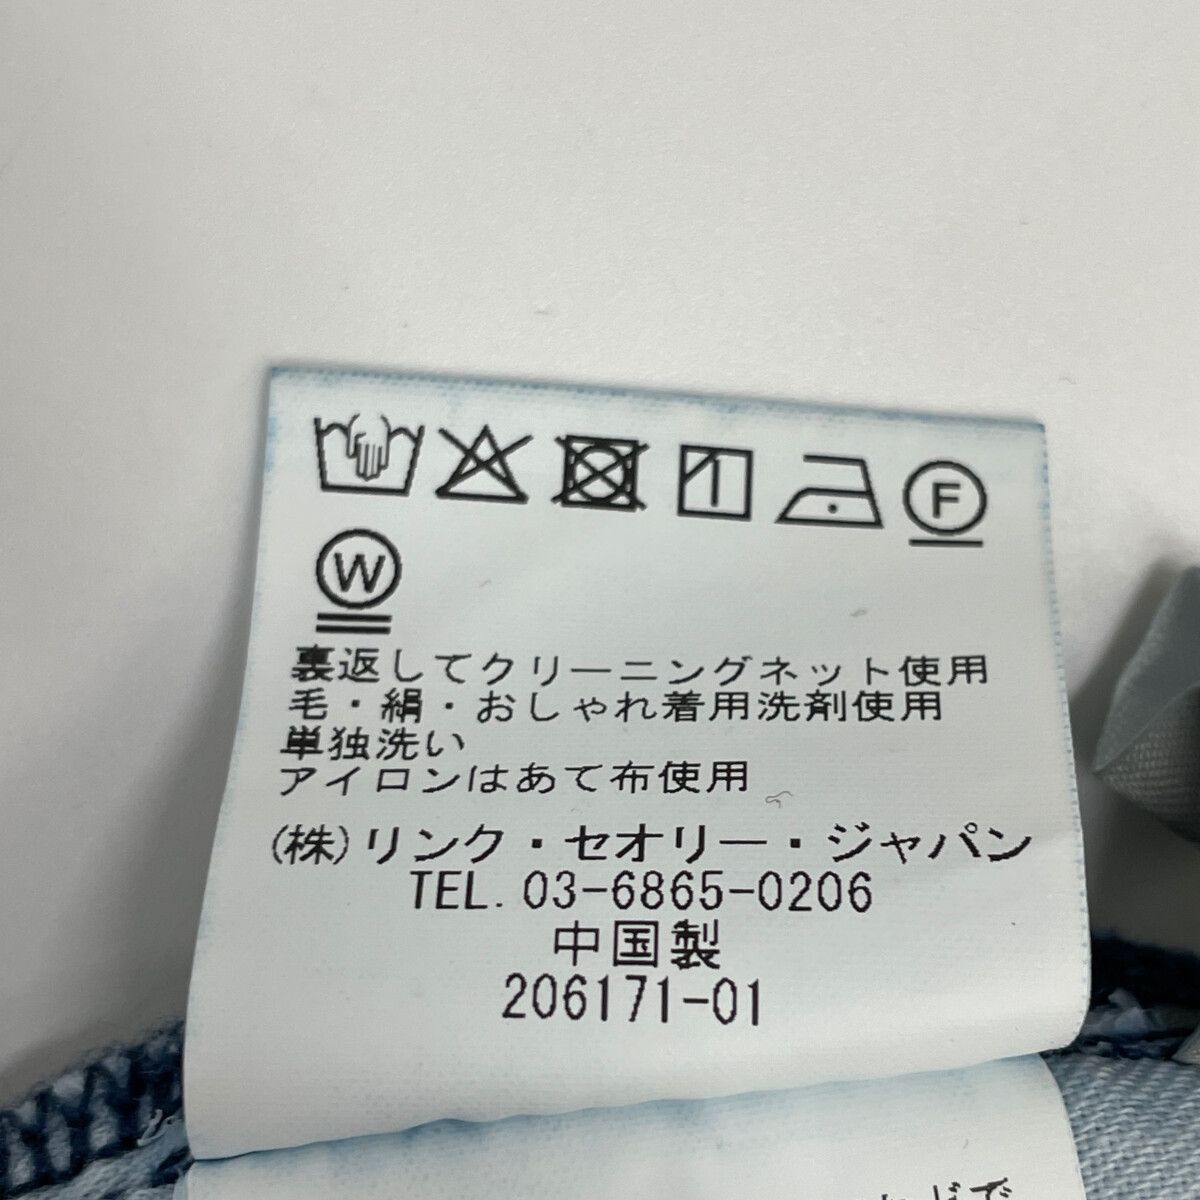 F
W
裏返してクリーニングネット使用
毛・絹・おしゃれ着用洗剤使用
単独洗い
アイロンはあて布使用
(株)リンク・セオリー・ジャパン
TEL. 03-6865-0206
中国製
206171-01